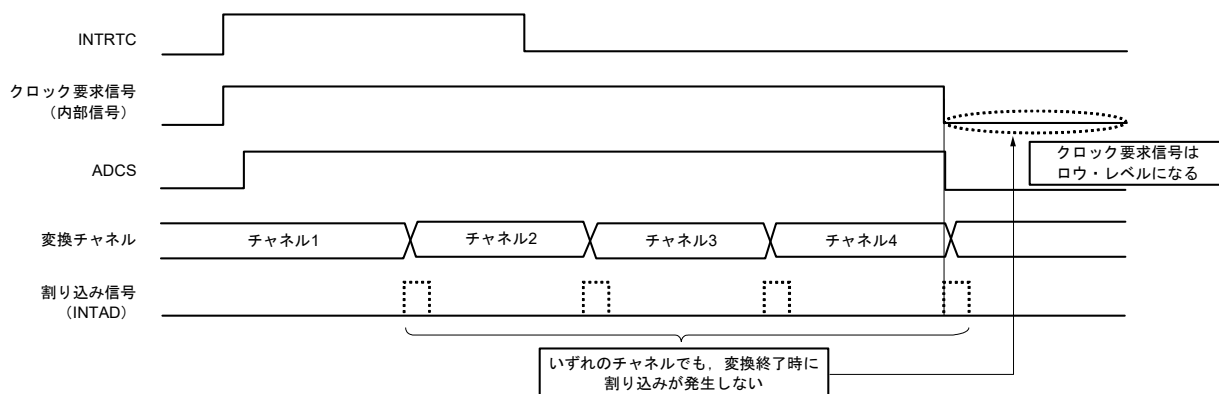 INTRTC
クロック要求信号
（内部信号）
クロック要求信号は
ロウ・レベルになる
ADCS
変換チャネル
チャネル1
チャネル2
チャネル3
チャネル4
割り込み信号
（INTAD）
いずれのチャネルでも，変換終了時に
割り込みが発生しない